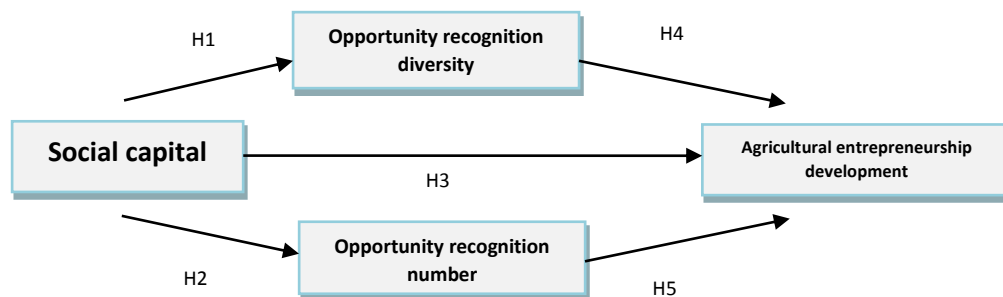 H1
Opportunity recognition
diversity
H4
Social capital
H3
Agricultural entrepreneurship
development
H2
Opportunity recognition
number
H5